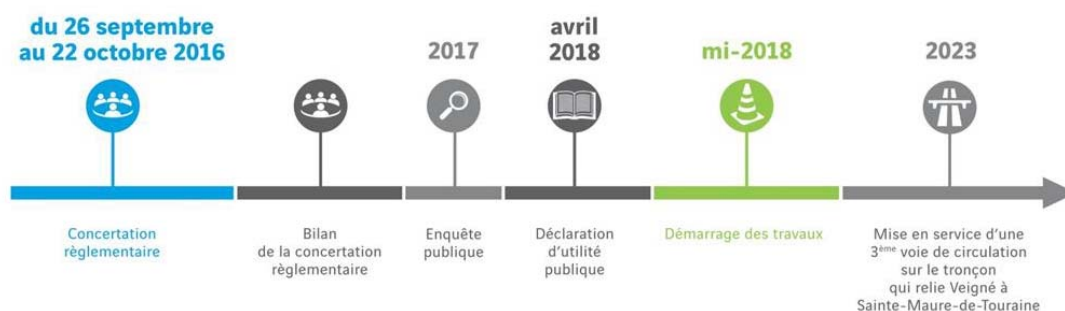 du 26 septembre
au 22 octobre 2016
Concertation
règlementaire
Bilan
de la concertation
règlementaire
2017
Enquête
publique
avril
2018
Déclaration
d'utilité
publique
mi-2018
Démarrage des travaux
2023
Mise en service d'une
3ème voie de circulation
sur le tronçon
qui relie Veigné à
Sainte-Maure-de-Touraine